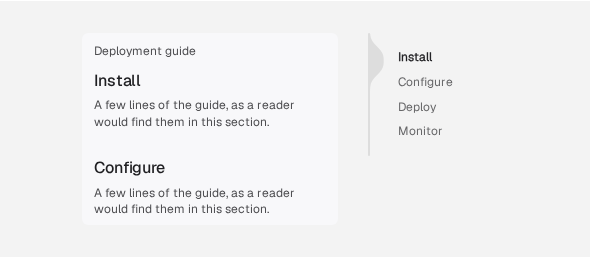 Deployment guide
Install
A few lines of the guide, as a reader
would find them in this section.
Configure
A few lines of the guide, as a reader
would find them in this section.
Install
Configure
Deploy
Monitor